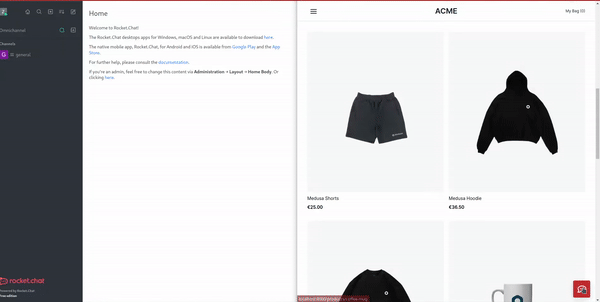 Omnichannel
Channels
G general
rocket.chat
Powered by Rocket.Chat
Free edition
Home
Welcome to Rocket.Chat!
The Rocket.Chat desktops apps for Windows, macOS and Linux are available to download here.
The native mobile app, Rocket.Chat, for Android and iOS is available from Google Play and the App
Store.
For further help, please consult the documentation.
If you're an admin, feel free to change this content via Administration → Layout → Home Body. Or
clicking here.
ACME
My Bag (0)
Medusa Shorts
€25.00
Medusa Hoodie
€36.50